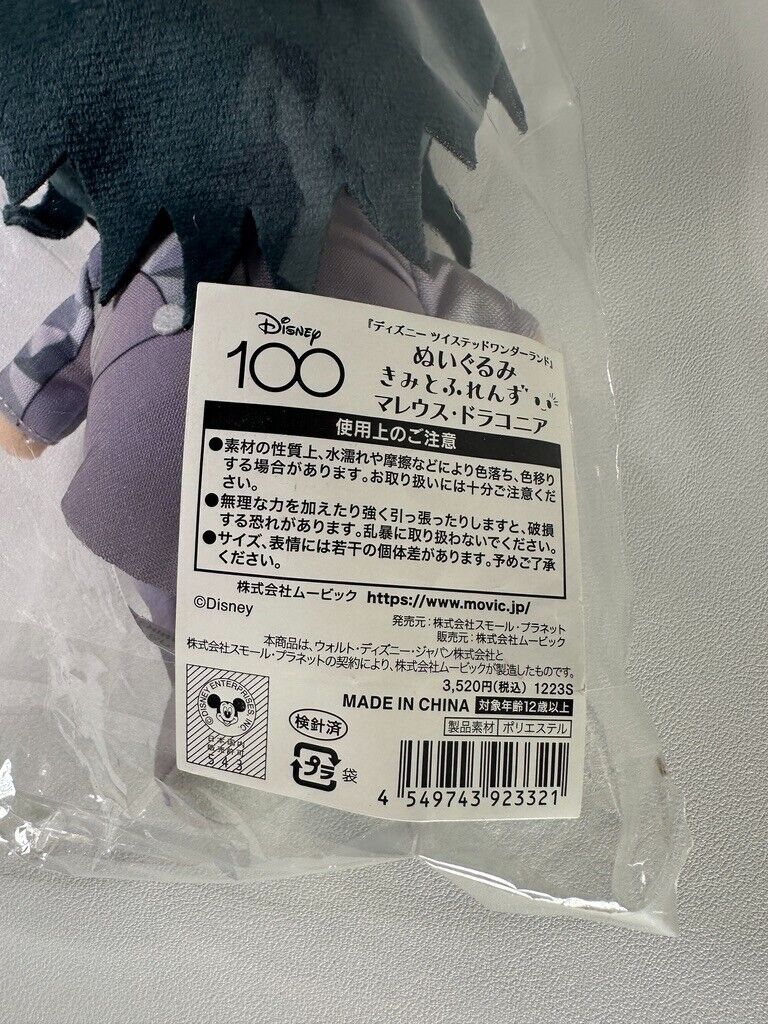 Disney
100
『ディズニー ツイステッドワンダーランド』
ぬいぐるみ
きみとふれんず
マレウス・ドラコニア
使用上のご注意
●素材の性質上、水濡れや摩擦などにより色落ち、色移り
する場合があります。お取り扱いには十分ご注意くだ
さい。
●無理な力を加えたり強く引っ張ったりしますと、破損
する恐れがあります。乱暴に取り扱わないでください。
●サイズ、表情には若干の個体差があります。予めご了承
ください。
株式会社ムービック https://www.movic.jp/
©Disney
発売元:株式会社スモール・プラネット
販売元:株式会社ムービック
本商品は、ウォルト・ディズニー・ジャパン株式会社と
株式会社スモール・プラネットの契約により、株式会社ムービックが製造したものです。
3,520円(税込) 1223S
MADE IN CHINA 対象年齢12歳以上
製品素材 ポリエステル
©DISNEY ENTERPRISES, INC.
日本国内
販売許可
543
検針済
プラ 袋
4 549743 923321